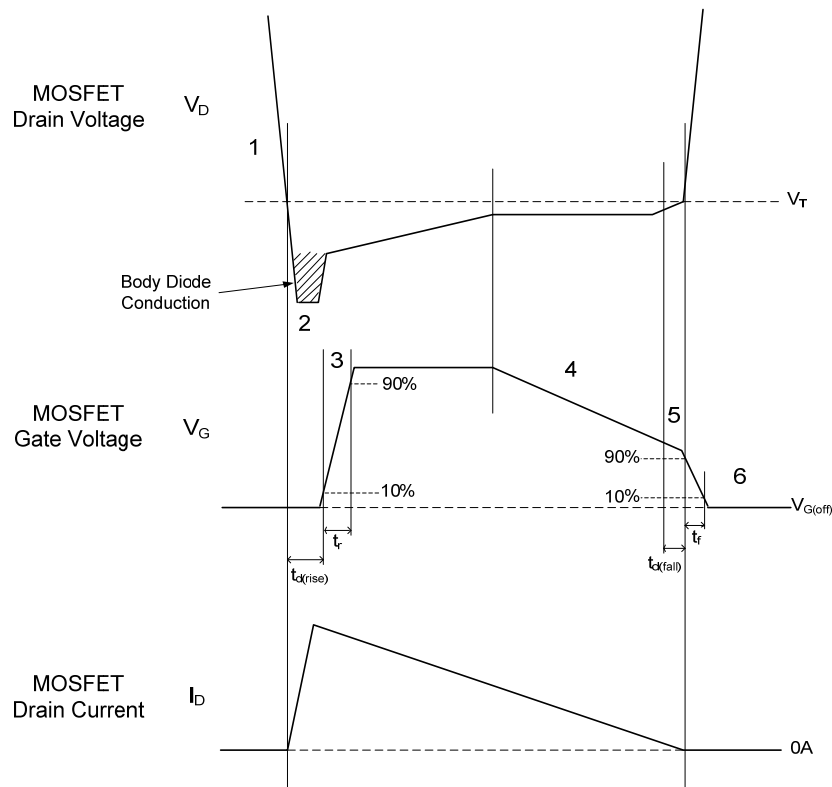 MOSFET
Drain Voltage
V_D
1
V_T
Body Diode
Conduction
2
3
4
90%
MOSFET
Gate Voltage
V_G
5
90%
6
10%
10%
V_G(off)
t_r
t_f
t_d(rise)
t_d(fall)
MOSFET
Drain Current
I_D
0A